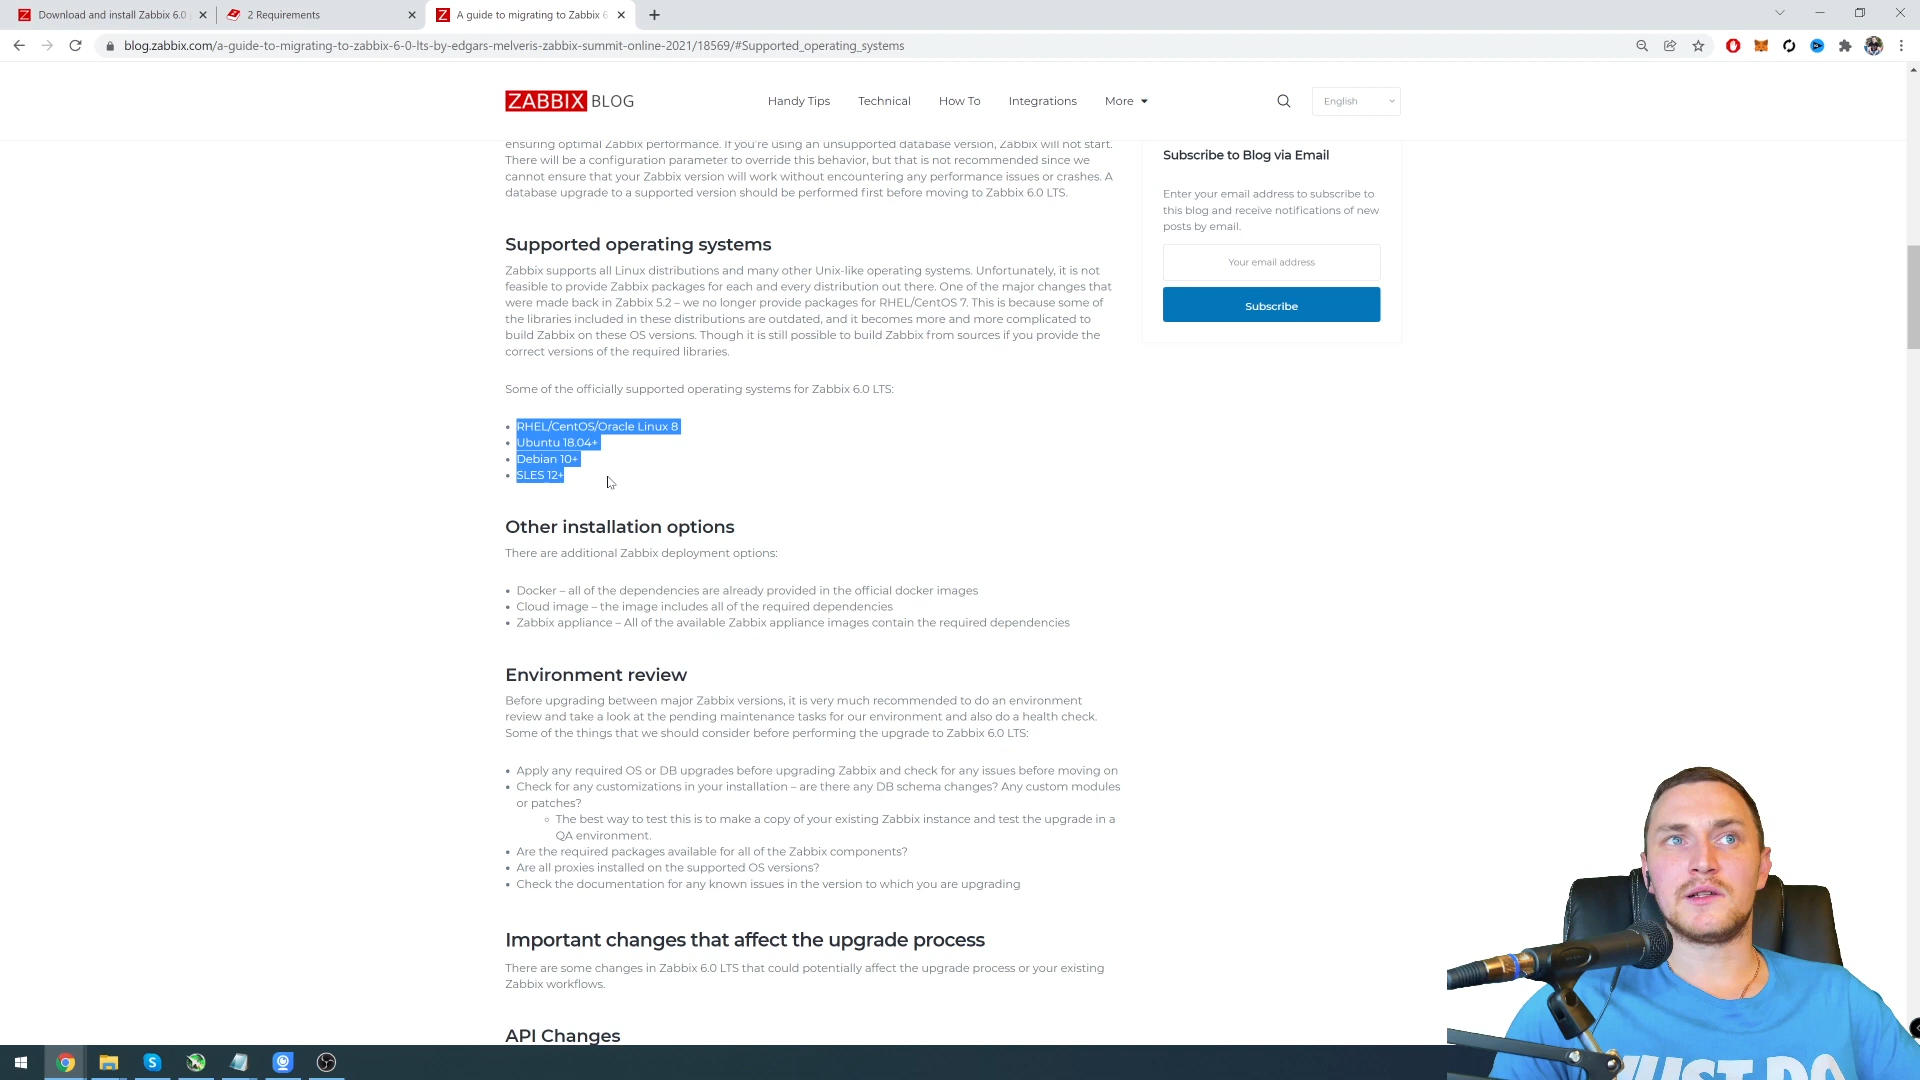 Download and install Zabbix 6.0
2 Requirements
A guide to migrating to Zabbix 6
blog.zabbix.com/a-guide-to-migrating-to-zabbix-6-0-lts-by-edgars-melveris-zabbix-summit-online-2021/18569/#Supported_operating_systems
ZABBIX BLOG
Handy Tips
Technical
How To
Integrations
More
English
ensuring optimal Zabbix performance. If you're using an unsupported database version, Zabbix will not start.
There will be a configuration parameter to override this behavior, but that is not recommended since we
cannot ensure that your Zabbix version will work without encountering any performance issues or crashes. A
database upgrade to a supported version should be performed first before moving to Zabbix 6.0 LTS.
Supported operating systems
Zabbix supports all Linux distributions and many other Unix-like operating systems. Unfortunately, it is not
feasible to provide Zabbix packages for each and every distribution out there. One of the major changes that
were made back in Zabbix 5.2 – we no longer provide packages for RHEL/CentOS 7. This is because some of
the libraries included in these distributions are outdated, and it becomes more and more complicated to
build Zabbix on these OS versions. Though it is still possible to build Zabbix from sources if you provide the
correct versions of the required libraries.
Some of the officially supported operating systems for Zabbix 6.0 LTS:
• RHEL/CentOS/Oracle Linux 8
• Ubuntu 18.04+
• Debian 10+
• SLES 12+
Other installation options
There are additional Zabbix deployment options:
• Docker – all of the dependencies are already provided in the official docker images
• Cloud image – the image includes all of the required dependencies
• Zabbix appliance – All of the available Zabbix appliance images contain the required dependencies
Environment review
Before upgrading between major Zabbix versions, it is very much recommended to do an environment
review and take a look at the pending maintenance tasks for our environment and also do a health check.
Some of the things that we should consider before performing the upgrade to Zabbix 6.0 LTS:
• Apply any required OS or DB upgrades before upgrading Zabbix and check for any issues before moving on
• Check for any customizations in your installation – are there any DB schema changes? Any custom modules
or patches?
◦ The best way to test this is to make a copy of your existing Zabbix instance and test the upgrade in a
QA environment.
• Are the required packages available for all of the Zabbix components?
• Are all proxies installed on the supported OS versions?
• Check the documentation for any known issues in the version to which you are upgrading
Important changes that affect the upgrade process
There are some changes in Zabbix 6.0 LTS that could potentially affect the upgrade process or your existing
Zabbix workflows.
API Changes
Subscribe to Blog via Email
Enter your email address to subscribe to
this blog and receive notifications of new
posts by email.
Your email address
Subscribe
JUST DO